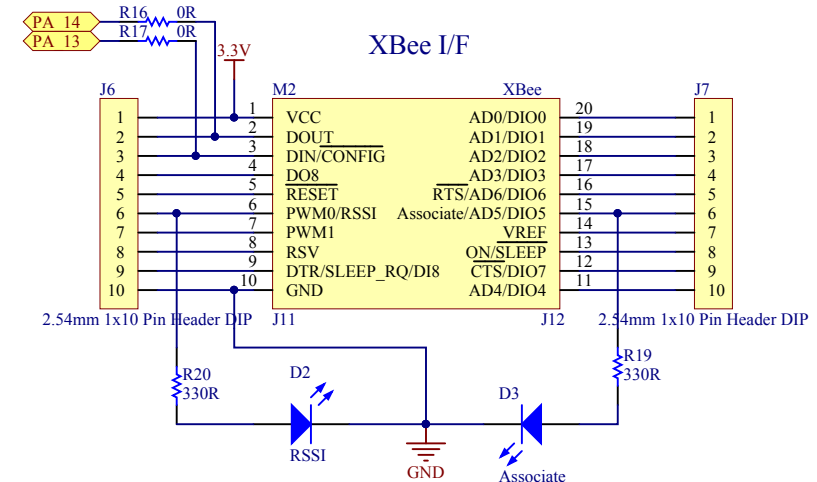 R16 0R
PA 14
R17 0R
PA 13
XBee I/F
3.3V
J6 M2 XBee J7
1 1 VCC AD0/DIO0 20 1
2 2 DOUT AD1/DIO1 19 2
3 3 DIN/CONFIG AD2/DIO2 18 3
4 4 DO8 AD3/DIO3 17 4
5 5 RESET RTS/AD6/DIO6 16 5
6 6 PWM0/RSSI Associate/AD5/DIO5 15 6
7 7 PWM1 VREF 14 7
8 8 RSV ON/SLEEP 13 8
9 9 DTR/SLEEP_RQ/DI8 CTS/DIO7 12 9
10 10 GND AD4/DIO4 11 10
2.54mm 1x10 Pin Header DIP J11 J12 2.54mm 1x10 Pin Header DIP
R19
330R
R20
330R
D2
D3
RSSI
GND
Associate